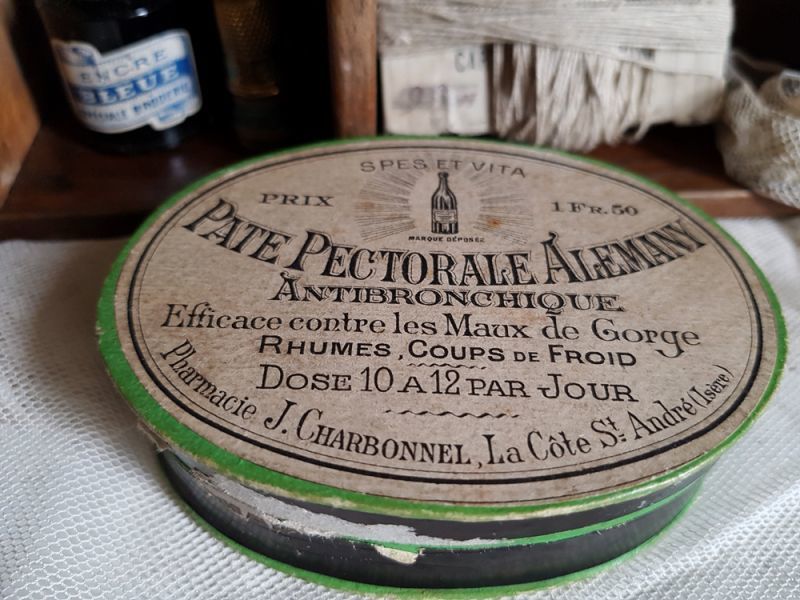 ENCRE
BLEUE
SPES ET VITA
PRIX 1 FR. 50
MARQUE DÉPOSÉE
PATE PECTORALE ALEMANY
ANTIBRONCHIQUE
Efficace contre les Maux de Gorge
RHUMES, COUPS DE FROID
DOSE 10 A 12 PAR JOUR
Pharmacie J. CHARBONNEL, La Côte St. André (Isère)